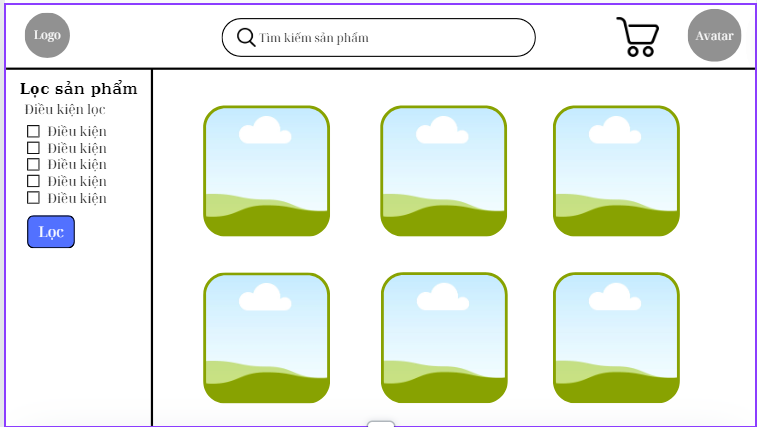 Logo
Tìm kiếm sản phẩm
Avatar
Lọc sản phẩm
Điều kiện lọc
Điều kiện
Điều kiện
Điều kiện
Điều kiện
Điều kiện
Lọc